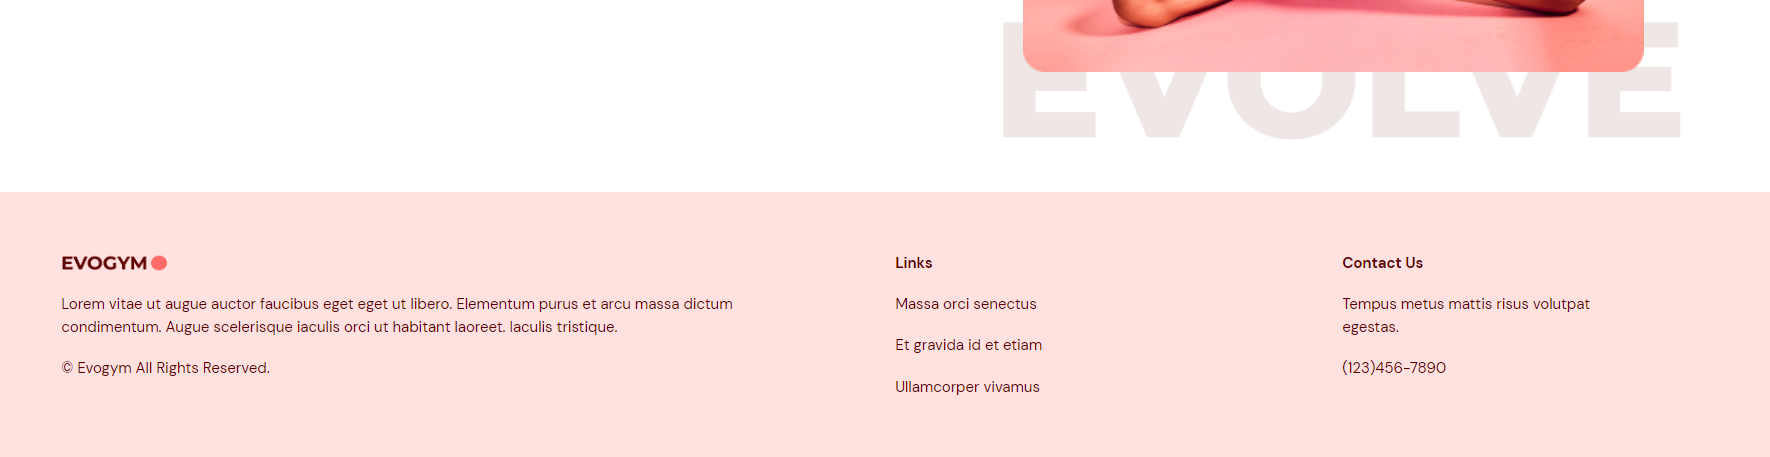 EVOLVE
EVOGYM
Lorem vitae ut augue auctor faucibus eget eget ut libero. Elementum purus et arcu massa dictum
condimentum. Augue scelerisque iaculis orci ut habitant laoreet. Iaculis tristique.
© Evogym All Rights Reserved.
Links
Massa orci senectus
Et gravida id et etiam
Ullamcorper vivamus
Contact Us
Tempus metus mattis risus volutpat
egestas.
(123)456-7890